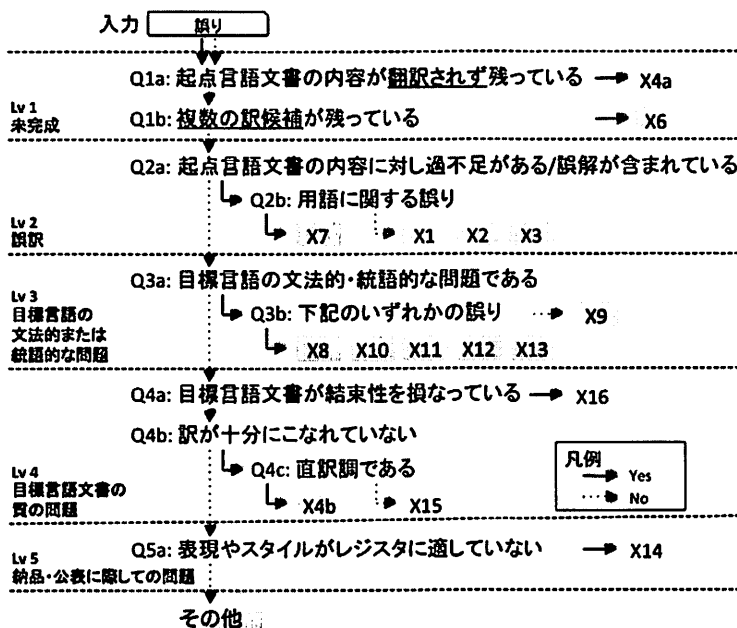 入力 誤り
Q1a: 起点言語文書の内容が翻訳されず残っている X4a
Lv 1
未完成
Q1b: 複数の訳候補が残っている X6
Q2a: 起点言語文書の内容に対し過不足がある/誤解が含まれている
Q2b: 用語に関する誤り
Lv 2
誤訳
X7 X1 X2 X3
Q3a: 目標言語の文法的・統語的な問題である
Lv 3
目標言語の
文法的または
統語的な問題
Q3b: 下記のいずれかの誤り X9
X8 X10 X11 X12 X13
Q4a: 目標言語文書が結束性を損なっている X16
Q4b: 訳が十分にこなれていない
Lv 4
目標言語文書の
質の問題
Q4c: 直訳調である
X4b X15
凡例
Yes
No
Q5a: 表現やスタイルがレジスタに適していない X14
Lv 5
納品・公表に際しての問題
その他